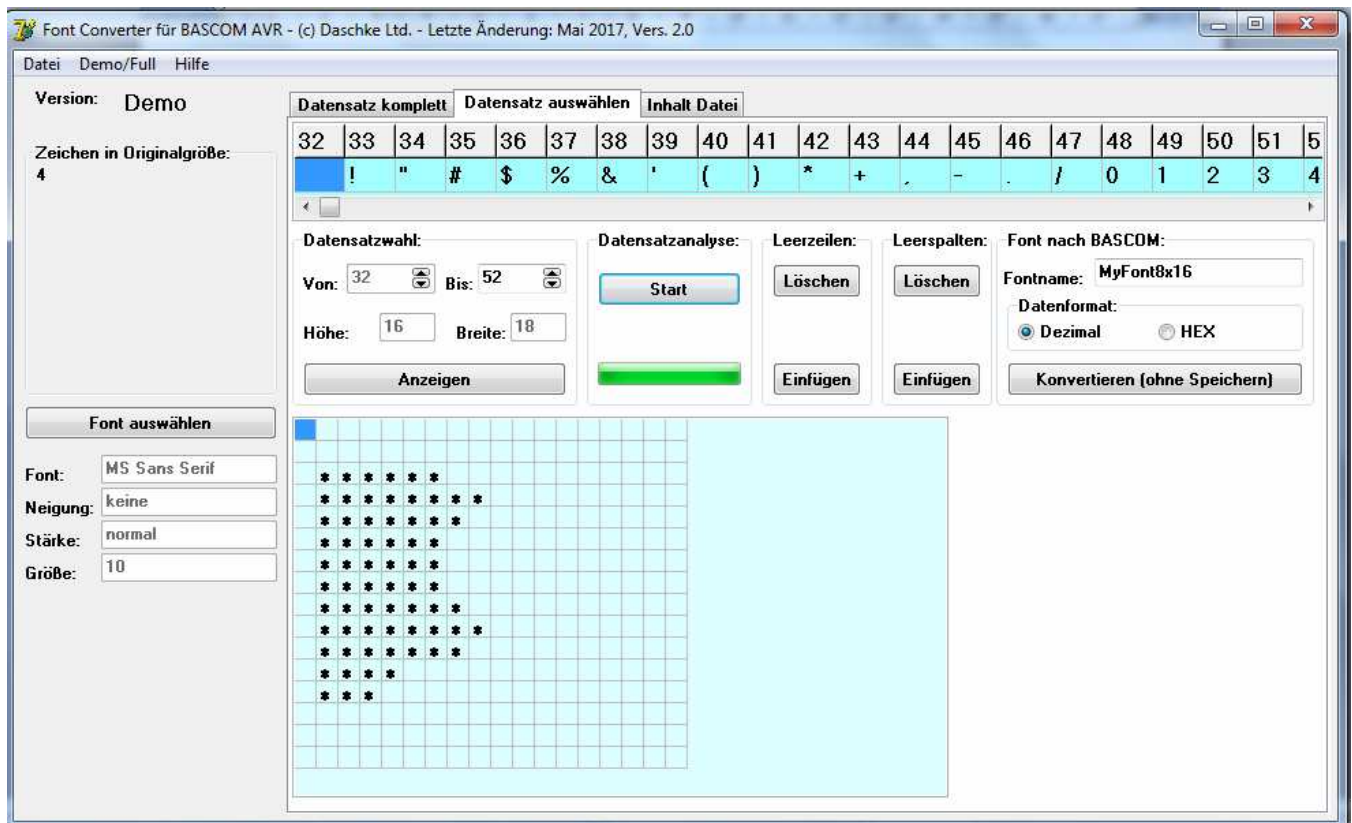 Font Converter für BASCOM AVR - (c) Daschke Ltd. - Letzte Änderung: Mai 2017, Vers. 2.0
Datei Demo/Full Hilfe
Version: Demo
Zeichen in Originalgröße:
4
Font auswählen
Font: MS Sans Serif
Neigung: keine
Stärke: normal
Größe: 10
Datensatz komplett Datensatz auswählen Inhalt Datei
32 33 34 35 36 37 38 39 40 41 42 43 44 45 46 47 48 49 50 51 5
! " # $ % & ' ( ) * + , - . / 0 1 2 3 4
Datensatzwahl:
Von: 32 Bis: 52
Höhe: 16 Breite: 18
Anzeigen
Datensatzanalyse:
Start
Leerzeilen:
Löschen
Einfügen
Leerspalten:
Löschen
Einfügen
Font nach BASCOM:
Fontname: MyFont8x16
Datenformat:
Dezimal HEX
Konvertieren (ohne Speichern)
* * * * * *
* * * * * * * *
* * * * * * *
* * * * * *
* * * * * *
* * * * * *
* * * * * * *
* * * * * * * *
* * * * * * *
* * * *
* * *